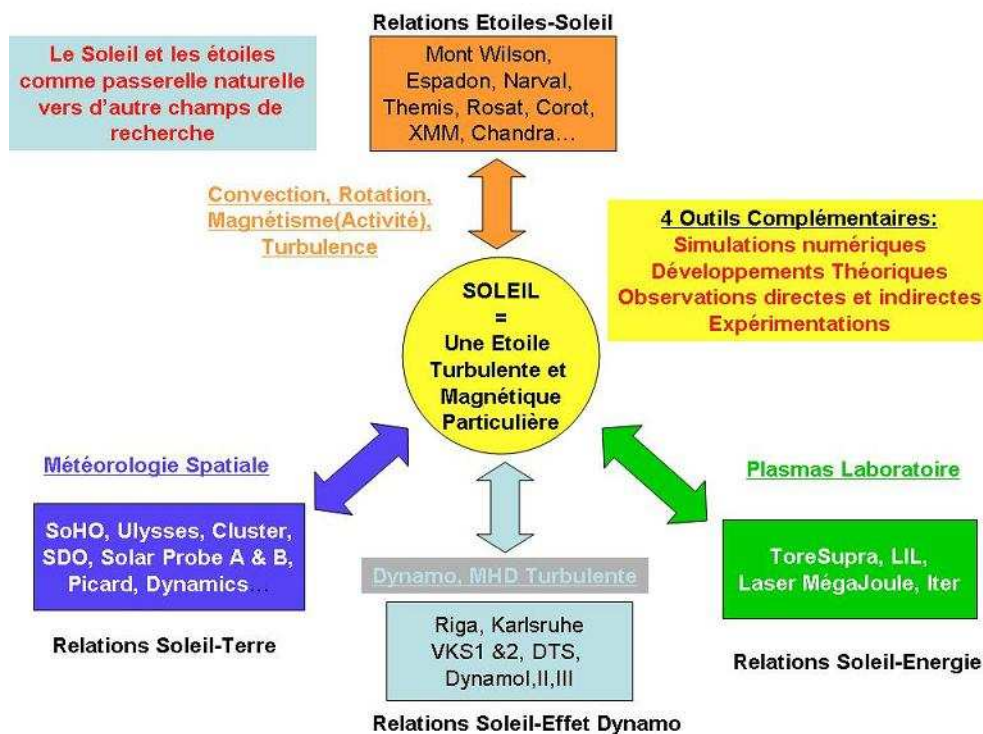 Relations Etoiles-Soleil
Le Soleil et les étoiles
comme passerelle naturelle
vers d'autre champs de
recherche
Mont Wilson,
Espadon, Narval,
Themis, Rosat, Corot,
XMM, Chandra...
Convection, Rotation,
Magnétisme(Activité),
Turbulence
4 Outils Complémentaires:
Simulations numériques
Développements Théoriques
Observations directes et indirectes
Expérimentations
SOLEIL
=
Une Etoile
Turbulente et
Magnétique
Particulière
Météorologie Spatiale
SoHO, Ulysses, Cluster,
SDO, Solar Probe A & B,
Picard, Dynamics...
Relations Soleil-Terre
Dynamo, MHD Turbulente
Riga, Karlsruhe
VKS1 &2, DTS,
DynamoI,II,III
Relations Soleil-Effet Dynamo
Plasmas Laboratoire
ToreSupra, LIL,
Laser MégaJoule, Iter
Relations Soleil-Energie